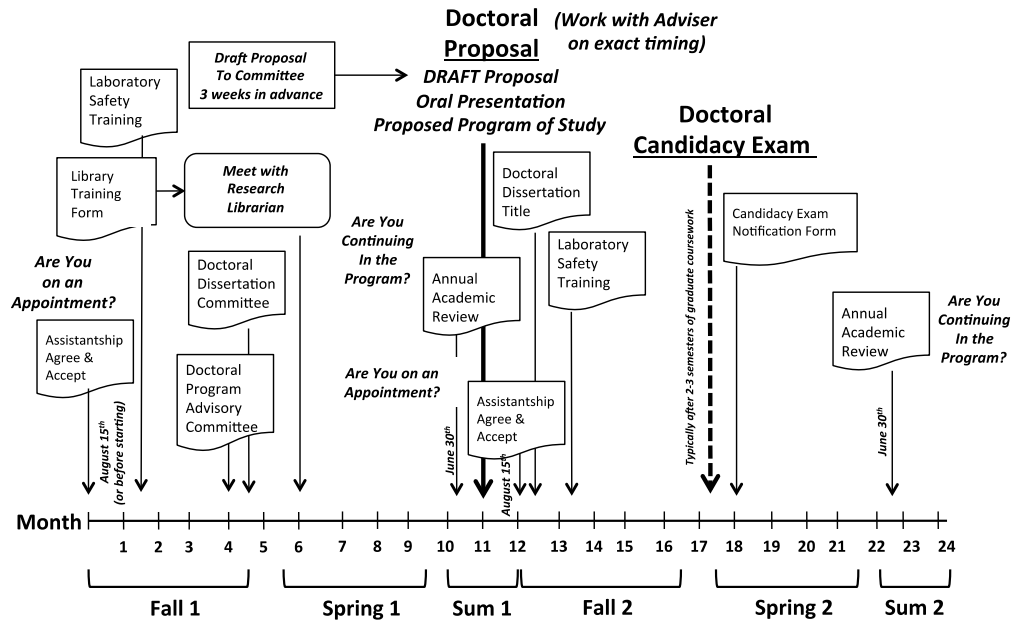 Doctoral
Proposal
(Work with Adviser
on exact timing)
DRAFT Proposal
Oral Presentation
Proposed Program of Study
Draft Proposal
To Committee
3 weeks in advance
Laboratory
Safety
Training
Library
Training
Form
Meet with
Research
Librarian
Are You
on an
Appointment?
Assistantship
Agree &
Accept
August 15th
(or before starting)
Doctoral
Dissertation
Committee
Doctoral
Program
Advisory
Committee
Are You
Continuing
In the
Program?
Annual
Academic
Review
Are You on an
Appointment?
June 30th
Assistantship
Agree &
Accept
August 15th
Doctoral
Dissertation
Title
Laboratory
Safety
Training
Doctoral
Candidacy Exam
Typically after 2-3 semesters of graduate coursework
Candidacy Exam
Notification Form
Annual
Academic
Review
Are You
Continuing
In the
Program?
June 30th
Month
1 2 3 4 5 6 7 8 9 10 11 12 13 14 15 16 17 18 19 20 21 22 23 24
Fall 1 Spring 1 Sum 1 Fall 2 Spring 2 Sum 2